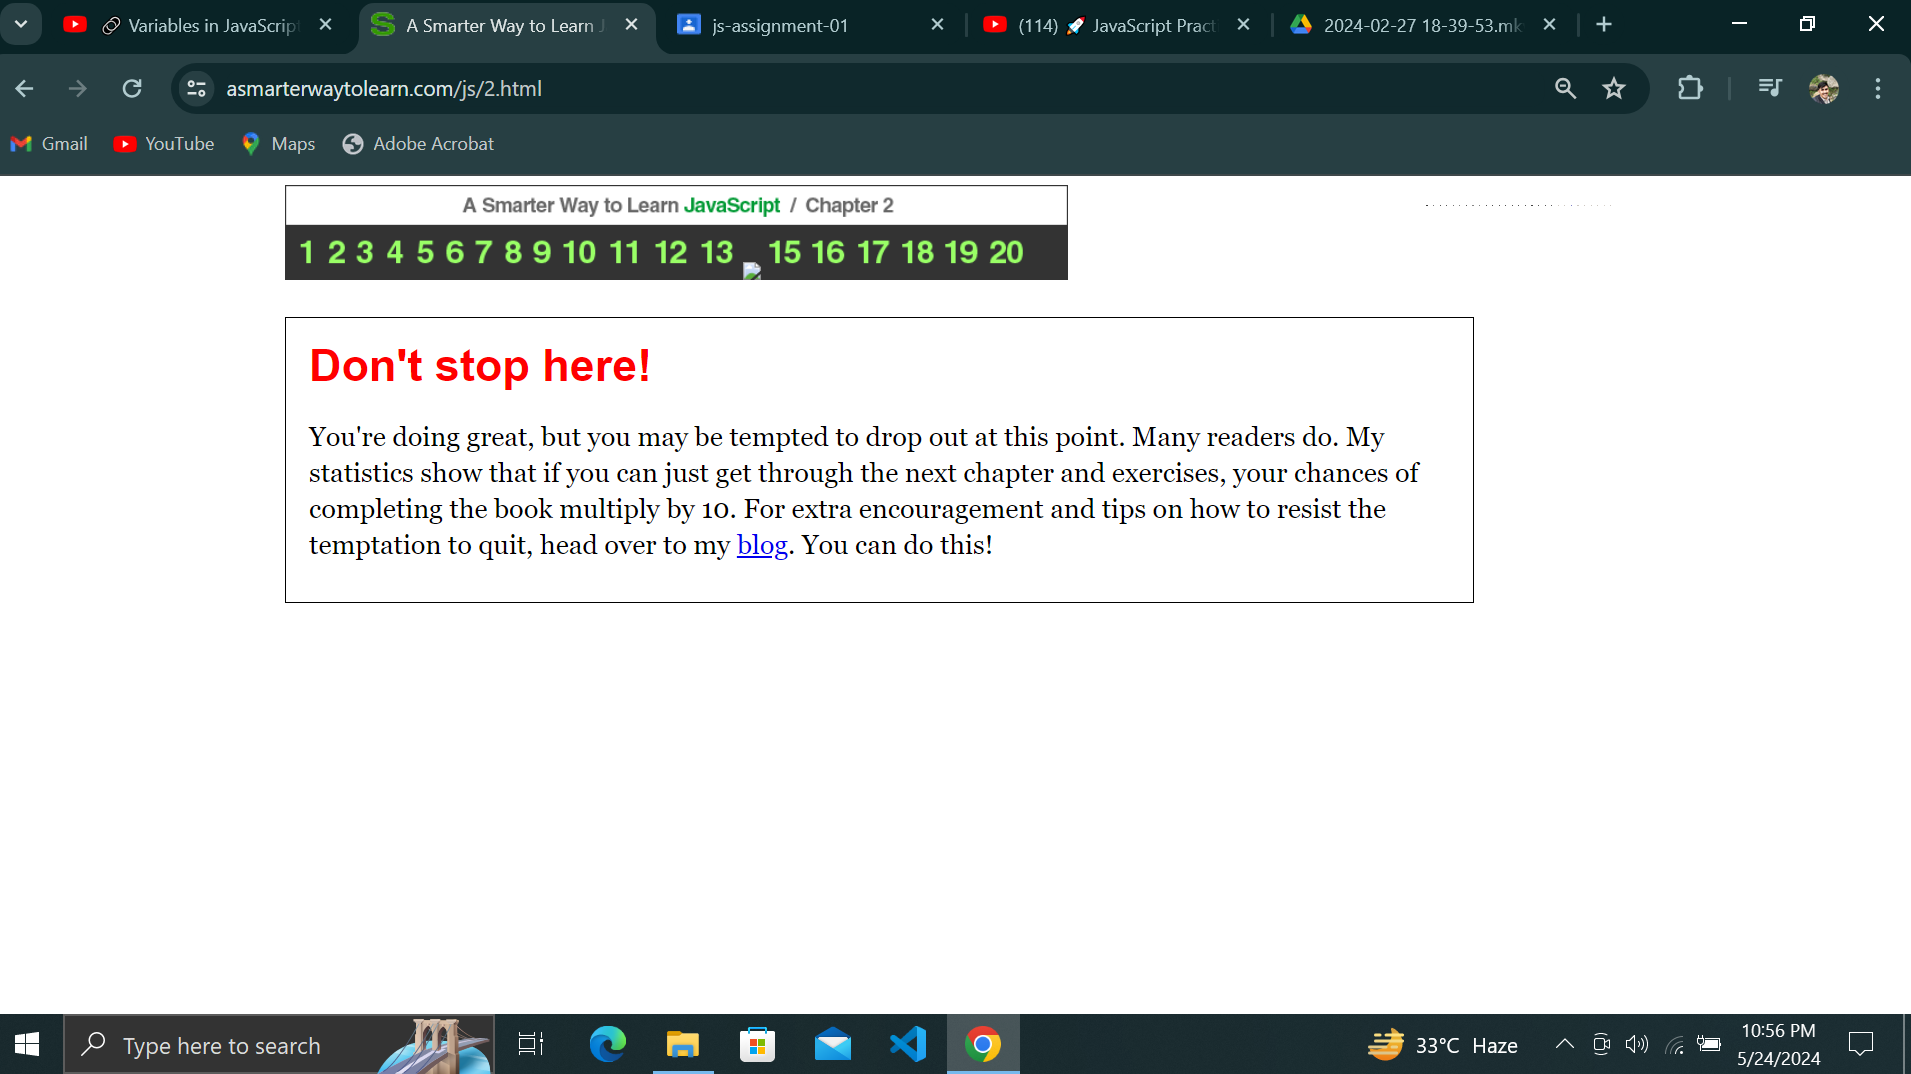 Variables in JavaScript
A Smarter Way to Learn J
js-assignment-01
(114) 🚀 JavaScript Pract
2024-02-27 18-39-53.mk
asmarterwaytolearn.com/js/2.html
Gmail
YouTube
Maps
Adobe Acrobat
A Smarter Way to Learn JavaScript / Chapter 2
1 2 3 4 5 6 7 8 9 10 11 12 13 15 16 17 18 19 20
Don't stop here!
You're doing great, but you may be tempted to drop out at this point. Many readers do. My
statistics show that if you can just get through the next chapter and exercises, your chances of
completing the book multiply by 10. For extra encouragement and tips on how to resist the
temptation to quit, head over to my blog. You can do this!
Type here to search
33°C Haze
10:56 PM
5/24/2024